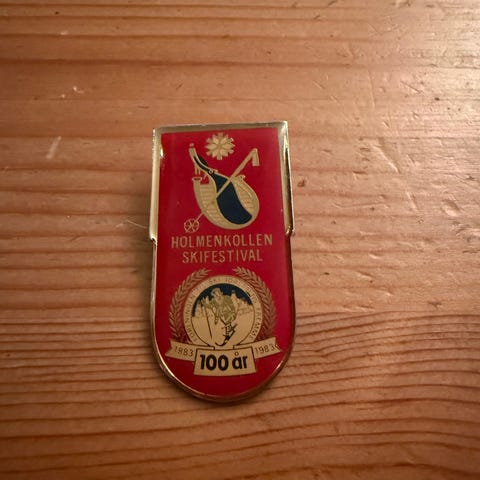 HOLMENKOLLEN
SKIFESTIVAL
1883 1983
100 år